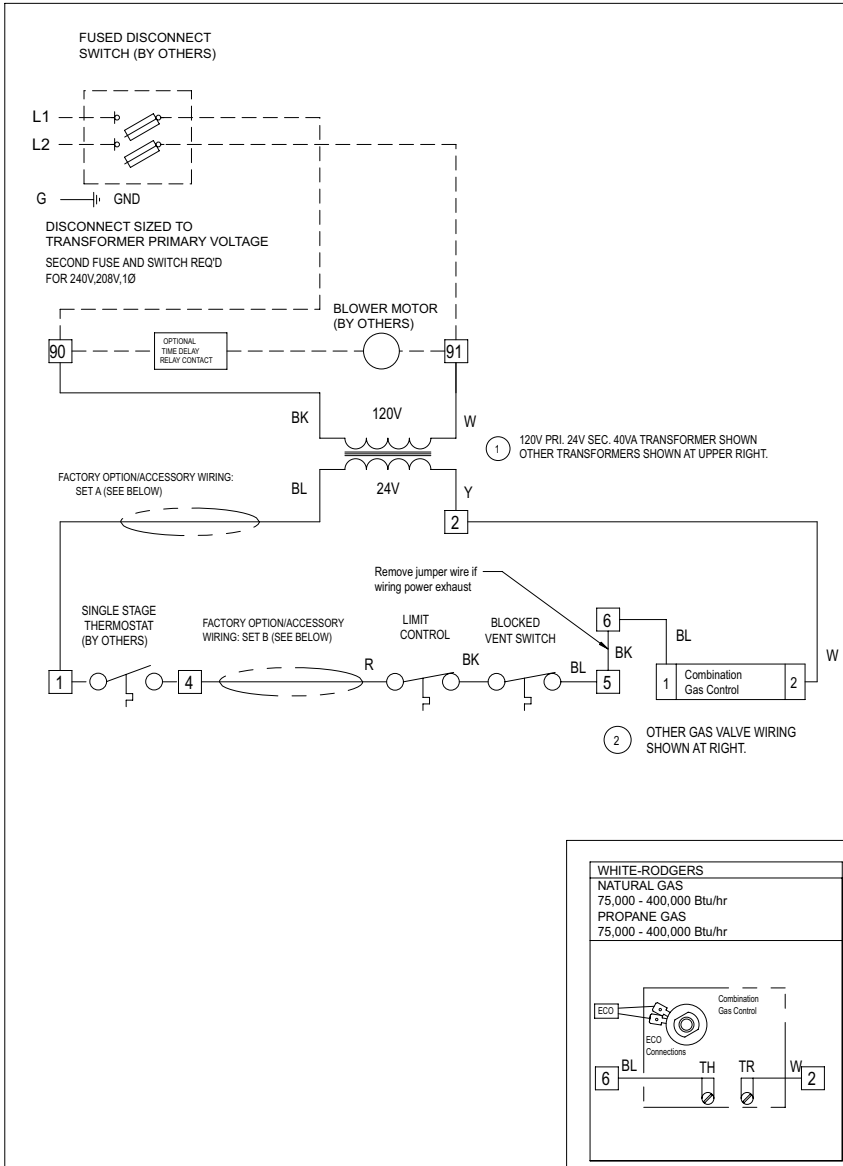 FUSED DISCONNECT
SWITCH (BY OTHERS)
L1
L2
G
GND
DISCONNECT SIZED TO
TRANSFORMER PRIMARY VOLTAGE
SECOND FUSE AND SWITCH REQ'D
FOR 240V,208V,1Ø
BLOWER MOTOR
(BY OTHERS)
90
OPTIONAL
TIME DELAY
RELAY CONTACT
91
BK
120V
W
1
120V PRI. 24V SEC. 40VA TRANSFORMER SHOWN
OTHER TRANSFORMERS SHOWN AT UPPER RIGHT.
FACTORY OPTION/ACCESSORY WIRING:
SET A (SEE BELOW)
BL
24V
Y
2
Remove jumper wire if
wiring power exhaust
SINGLE STAGE
THERMOSTAT
(BY OTHERS)
FACTORY OPTION/ACCESSORY
WIRING: SET B (SEE BELOW)
LIMIT
CONTROL
BLOCKED
VENT SWITCH
6
BL
BK
W
1
4
R
BK
BL
5
1
Combination
Gas Control
2
2
OTHER GAS VALVE WIRING
SHOWN AT RIGHT.
WHITE-RODGERS
NATURAL GAS
75,000 - 400,000 Btu/hr
PROPANE GAS
75,000 - 400,000 Btu/hr
Combination
Gas Control
ECO
ECO
Connections
6
BL
TH
TR
W
2